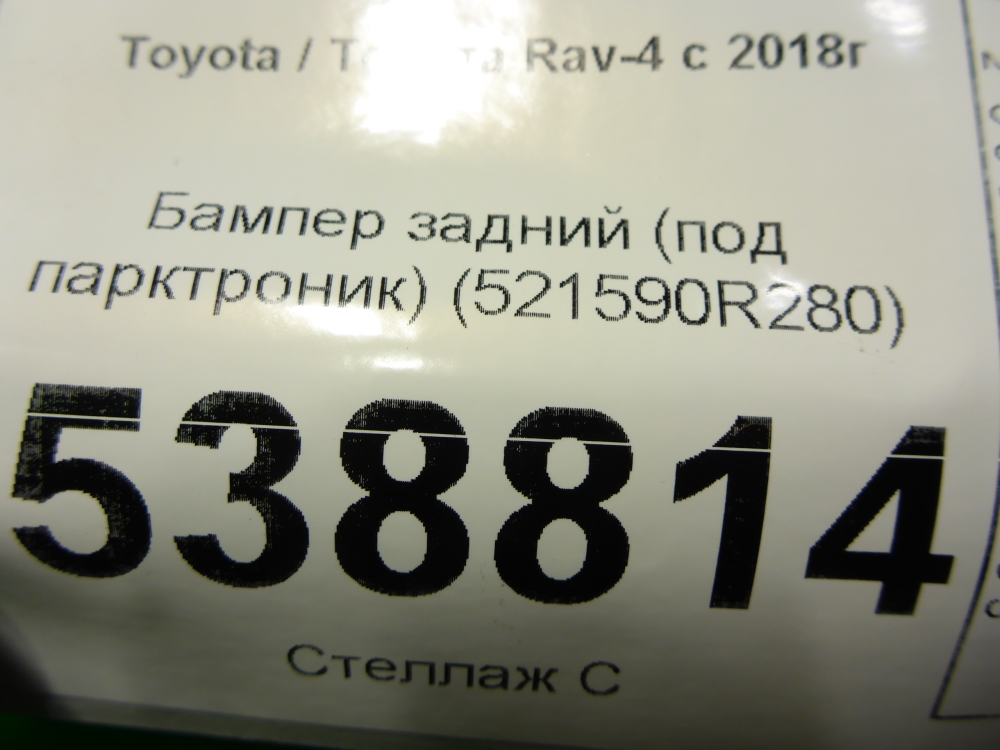 Toyota / Rav-4 с 2018г
Бампер задний (под
парктроник) (521590R280)
538814
Стеллаж С